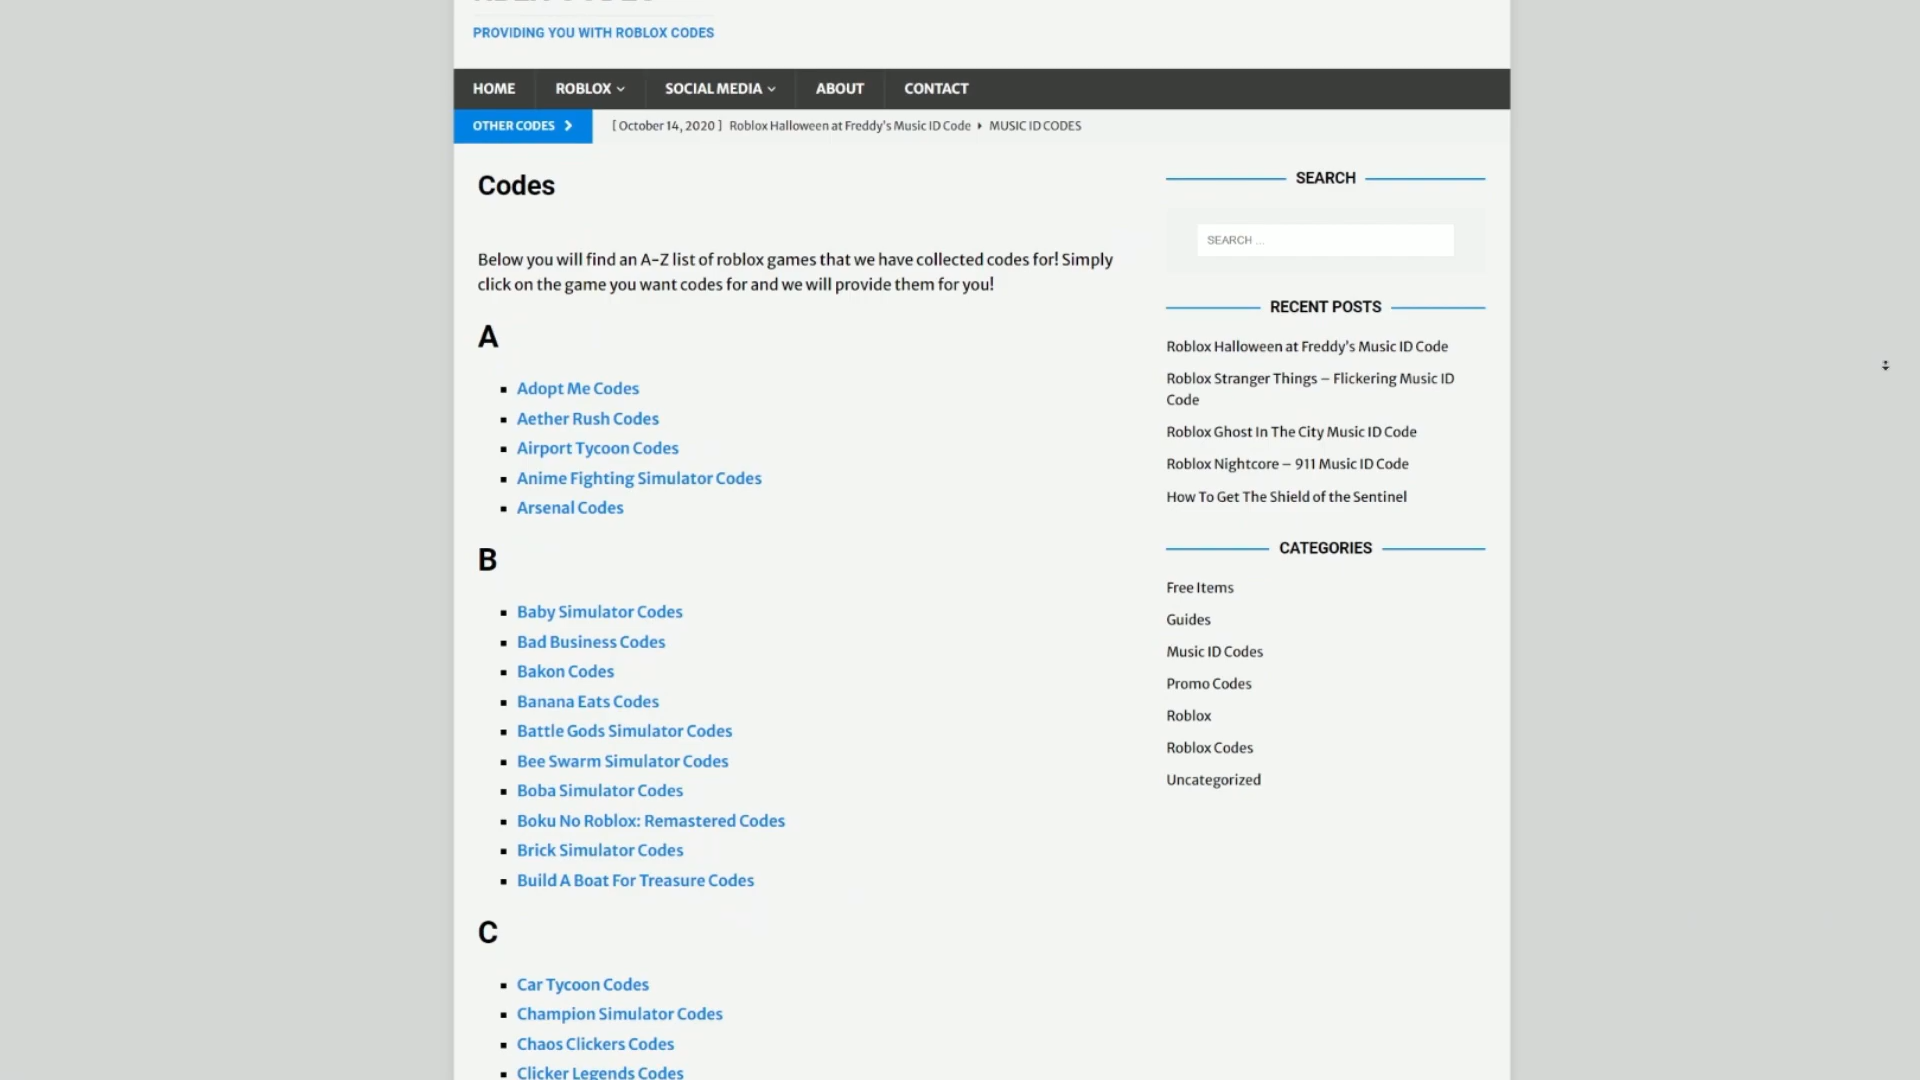 PROVIDING YOU WITH ROBLOX CODES
HOME
ROBLOX
SOCIAL MEDIA
ABOUT
CONTACT
OTHER CODES
[ October 14, 2020 ] Roblox Halloween at Freddy's Music ID Code
MUSIC ID CODES
Codes
Below you will find an A-Z list of roblox games that we have collected codes for! Simply
click on the game you want codes for and we will provide them for you!
A
Adopt Me Codes
Aether Rush Codes
Airport Tycoon Codes
Anime Fighting Simulator Codes
Arsenal Codes
B
Baby Simulator Codes
Bad Business Codes
Bakon Codes
Banana Eats Codes
Battle Gods Simulator Codes
Bee Swarm Simulator Codes
Boba Simulator Codes
Boku No Roblox: Remastered Codes
Brick Simulator Codes
Build A Boat For Treasure Codes
C
Car Tycoon Codes
Champion Simulator Codes
Chaos Clickers Codes
Clicker Legends Codes
SEARCH
SEARCH ...
RECENT POSTS
Roblox Halloween at Freddy's Music ID Code
Roblox Stranger Things – Flickering Music ID
Code
Roblox Ghost In The City Music ID Code
Roblox Nightcore – 911 Music ID Code
How To Get The Shield of the Sentinel
CATEGORIES
Free Items
Guides
Music ID Codes
Promo Codes
Roblox
Roblox Codes
Uncategorized